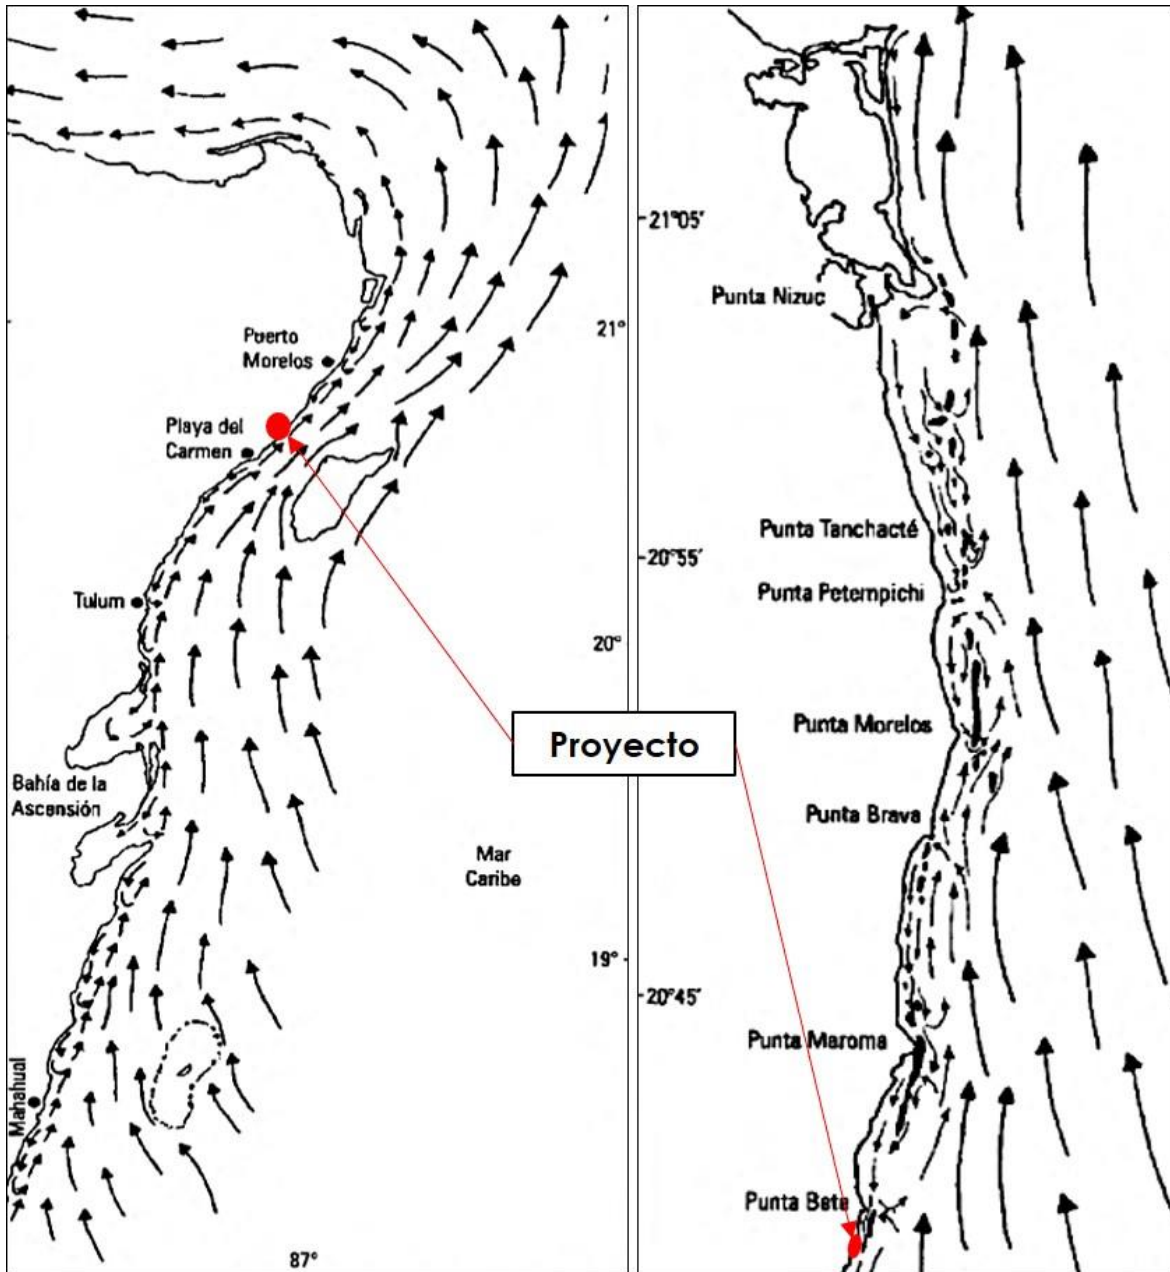 Puerto
Morelos
Playa del
Carmen
Tulum
Bahía de la
Ascensión
Mahahual
Mar
Caribe
21°
20°
19°
87°
Proyecto
21°05′
Punta Nizuc
20°55′
Punta Tanchacté
Punta Petempichi
Punta Morelos
Punta Brava
20°45′
Punta Maroma
Punta Bete